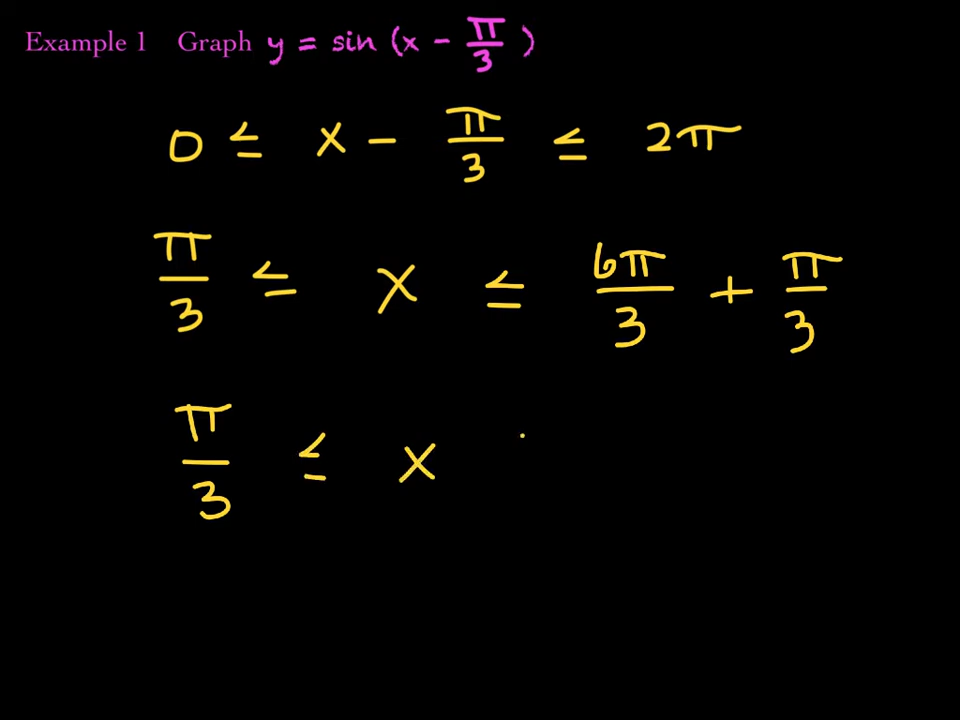 Example 1 Graph y = sin (x - π/3)
0 ≤ x - π/3 ≤ 2π
π/3 ≤ x ≤ 6π/3 + π/3
π/3 ≤ x